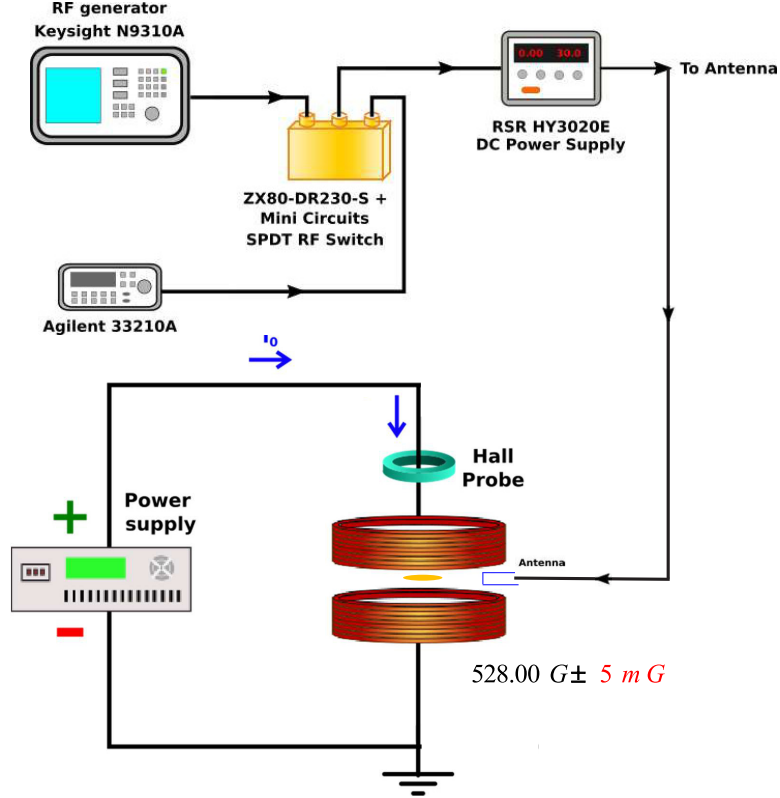 RF generator
Keysight N9310A
0.00 30.0
To Antenna
RSR HY3020E
DC Power Supply
ZX80-DR230-S +
Mini Circuits
SPDT RF Switch
Agilent 33210A
I0
Hall
Probe
+
Power
supply
Antenna
-
528.00 G± 5 m G